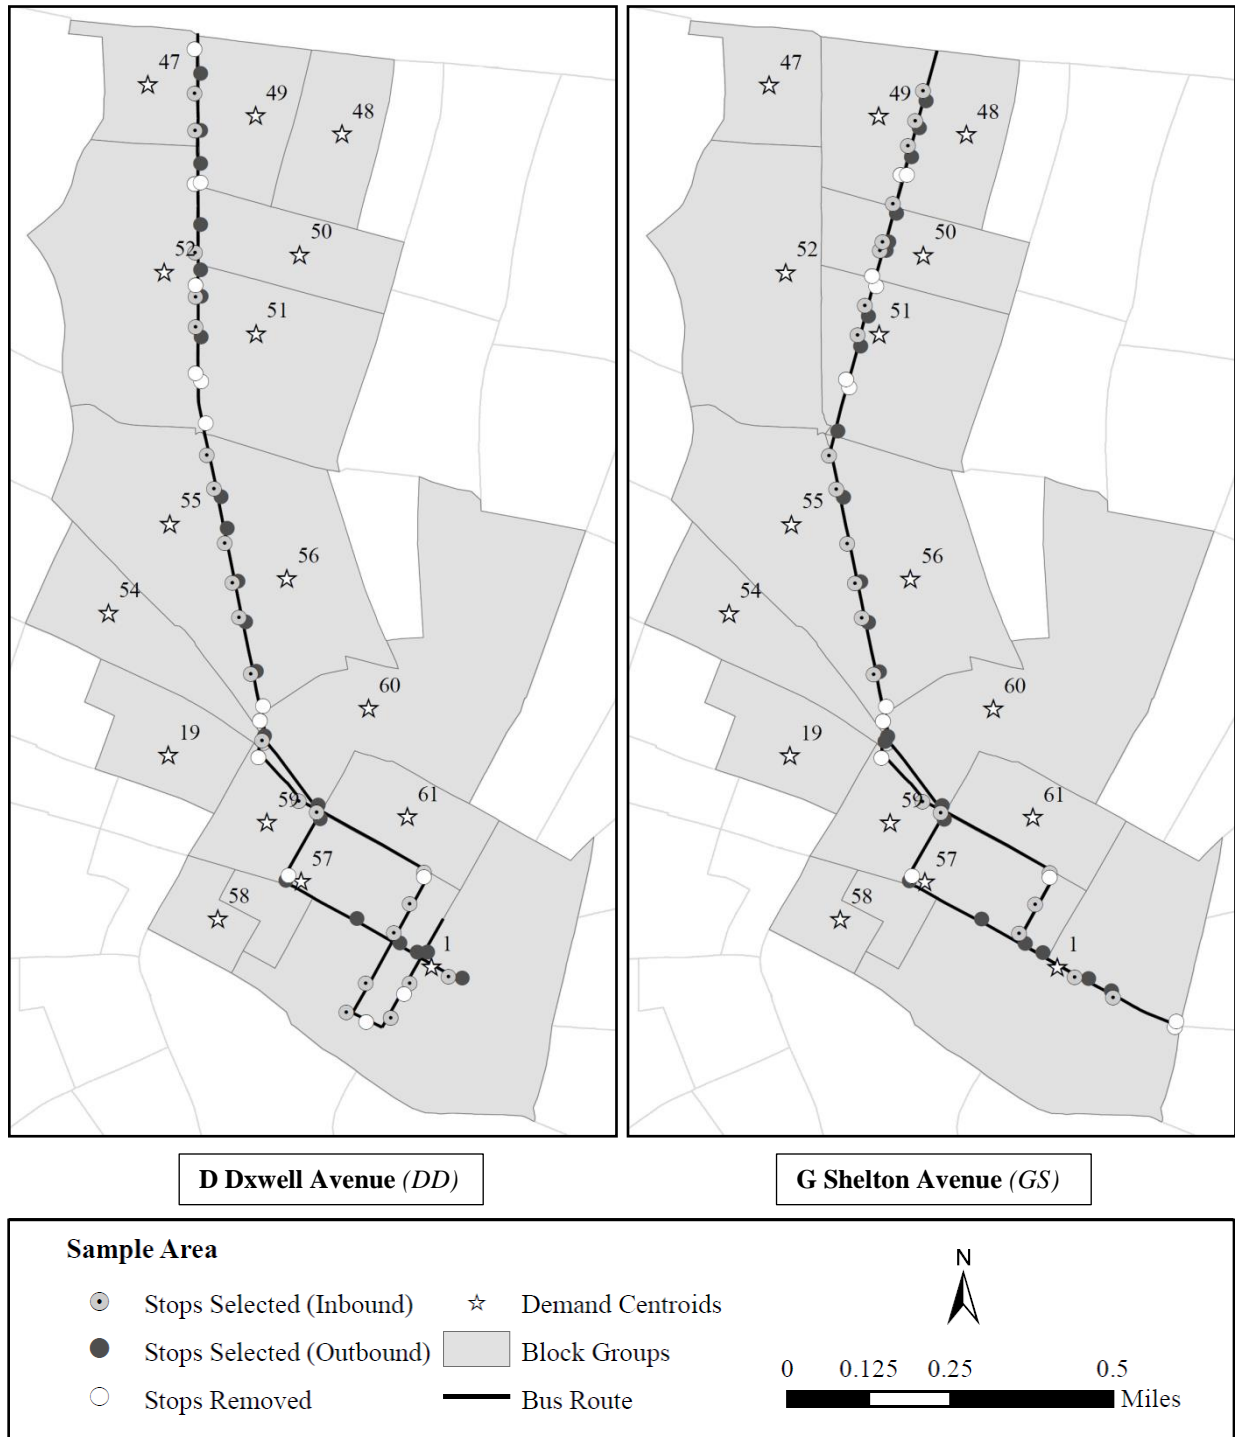 47
49
48
50
52
51
55
56
54
60
19
59
61
57
58
1
47
49
48
50
52
51
55
56
54
60
19
59
61
57
58
1
D Dxwell Avenue (DD)
G Shelton Avenue (GS)
Sample Area
Stops Selected (Inbound)
Stops Selected (Outbound)
Stops Removed
Demand Centroids
Block Groups
Bus Route
N
0 0.125 0.25 0.5
Miles